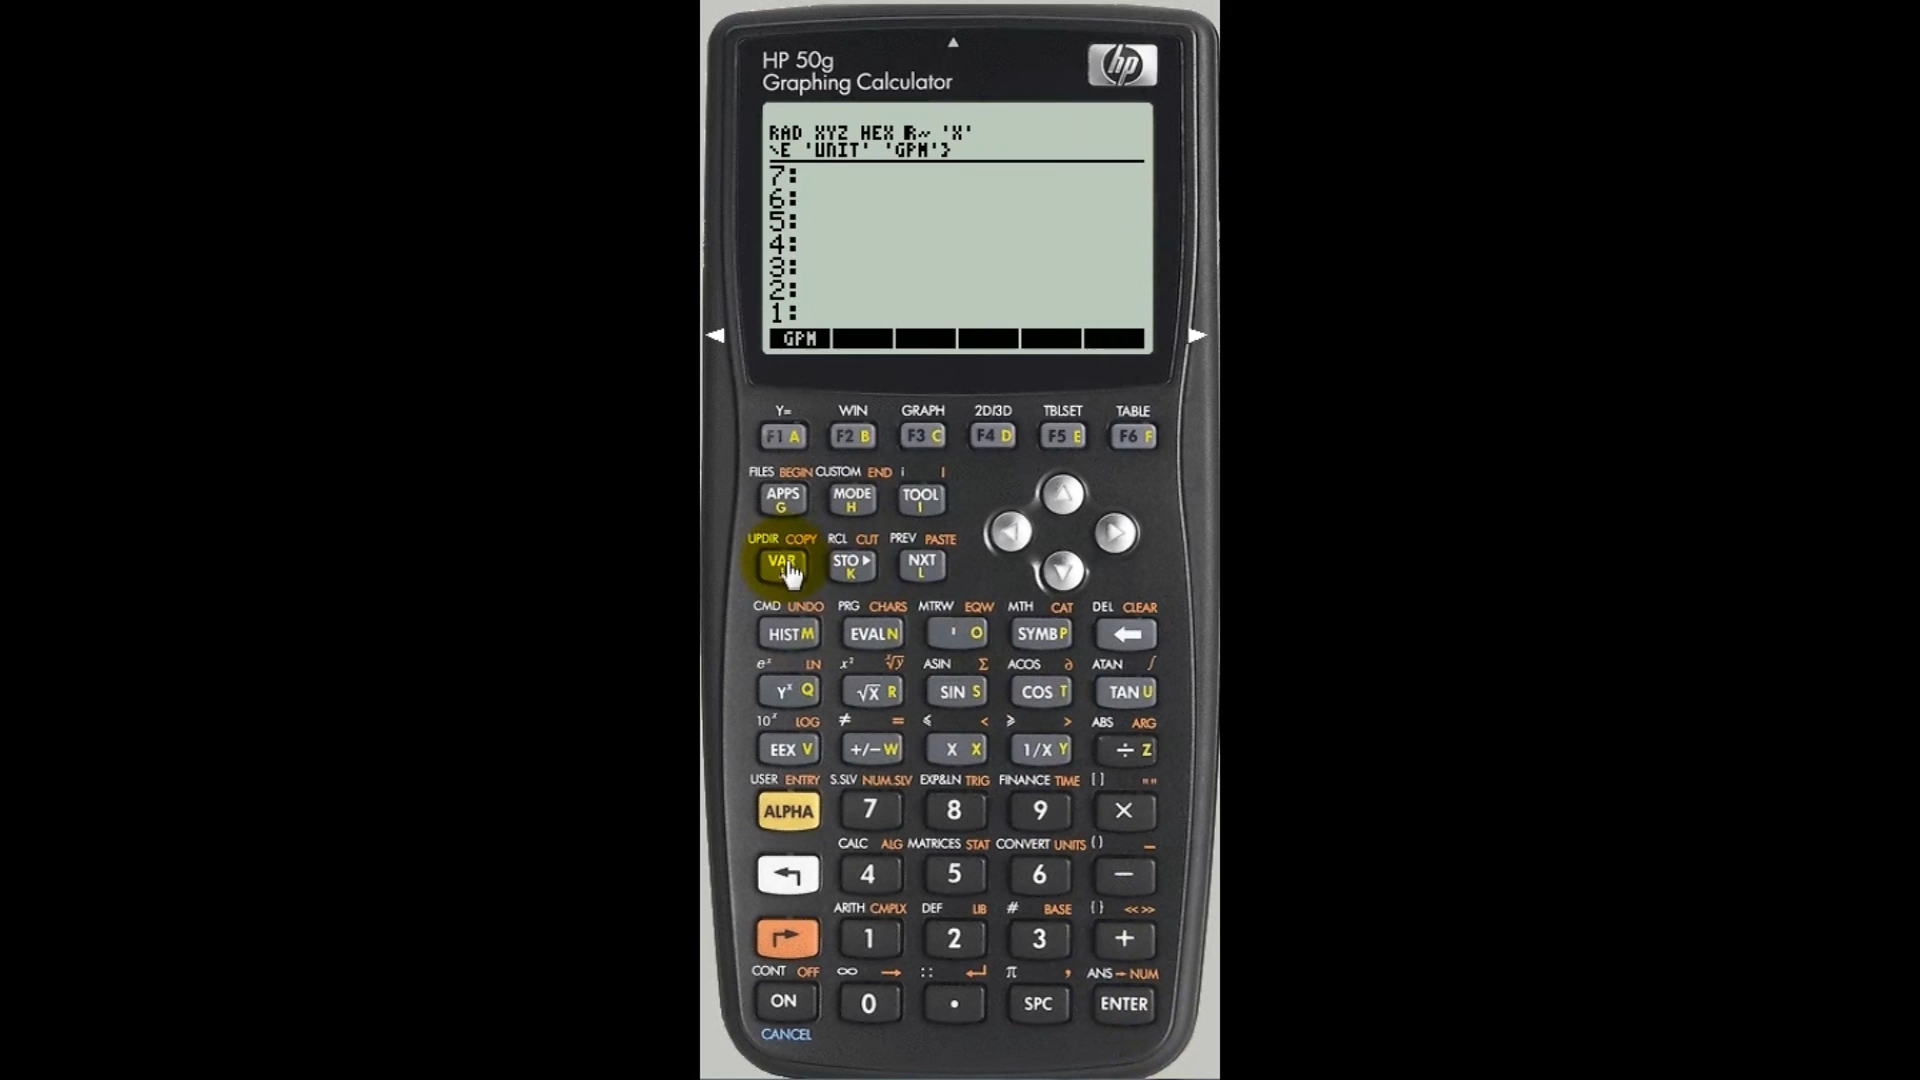 HP 50g
Graphing Calculator
hp
RAD XYZ HEX R~ 'X'
E 'UNIT' 'GPM'}
7:
6:
5:
4:
3:
2:
1:
GPM
Y= WIN GRAPH 2D/3D TBLSET TABLE
F1 A F2 B F3 C F4 D F5 E F6 F
FILES BEGIN CUSTOM END i |
APPS G MODE H TOOL I
UPDIR COPY RCL CUT PREV PASTE
VAR STO▶ K NXT L
CMD UNDO PRG CHARS MTRW EQW MTH CAT DEL CLEAR
HIST M EVAL N ' O SYMB P ←
eˣ LN x² ˣ√y ASIN Σ ACOS ∂ ATAN ∫
Yˣ Q √X R SIN S COS T TAN U
10ˣ LOG ≠ = ≤ < ≥ > ABS ARG
EEX V +/− W X X 1/X Y ÷ Z
USER ENTRY S.SLV NUM.SLV EXP&LN TRIG FINANCE TIME [ ] " "
ALPHA 7 8 9 ×
CALC ALG MATRICES STAT CONVERT UNITS ( ) _
4 5 6 −
ARITH CMPLX DEF LIB # BASE { } << >>
1 2 3 +
CONT OFF ∞ → : : ↵ π , ANS →NUM
ON 0 . SPC ENTER
CANCEL